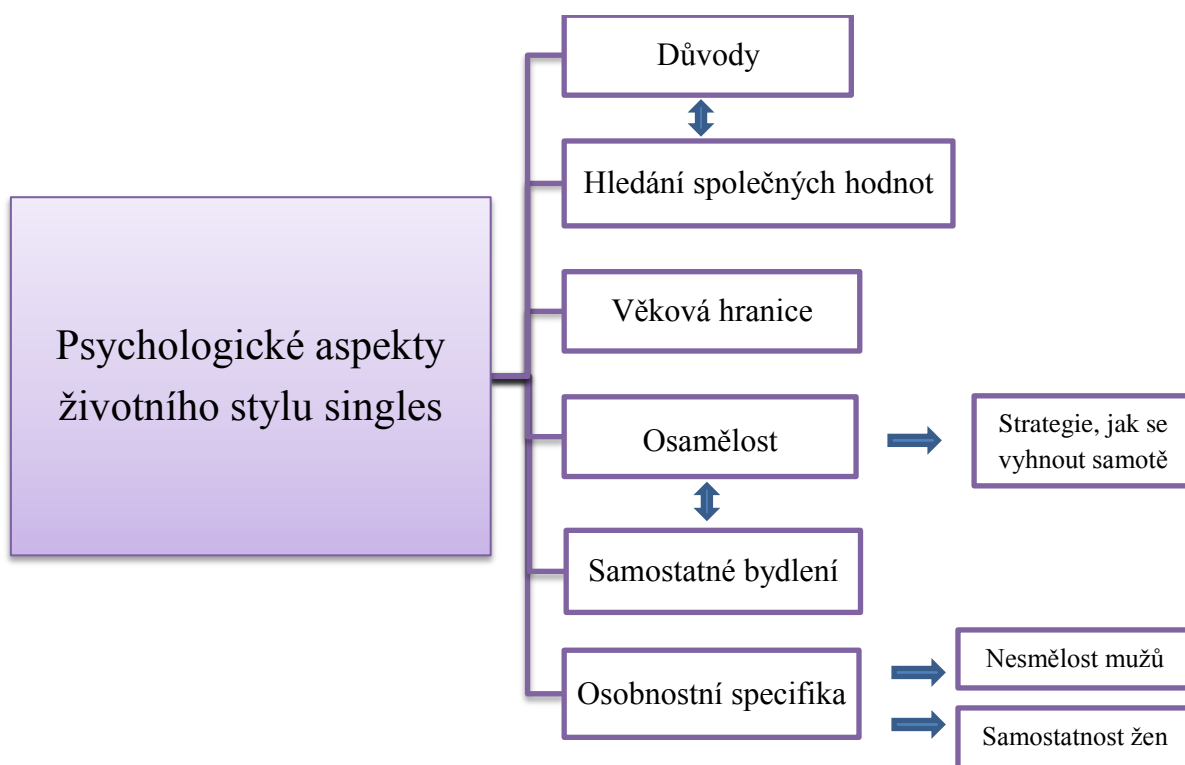 Důvody
Hledání společných hodnot
Věková hranice
Psychologické aspekty
životního stylu singles
Osamělost
Strategie, jak se
vyhnout samotě
Samostatné bydlení
Osobnostní specifika
Nesmělost mužů
Samostatnost žen